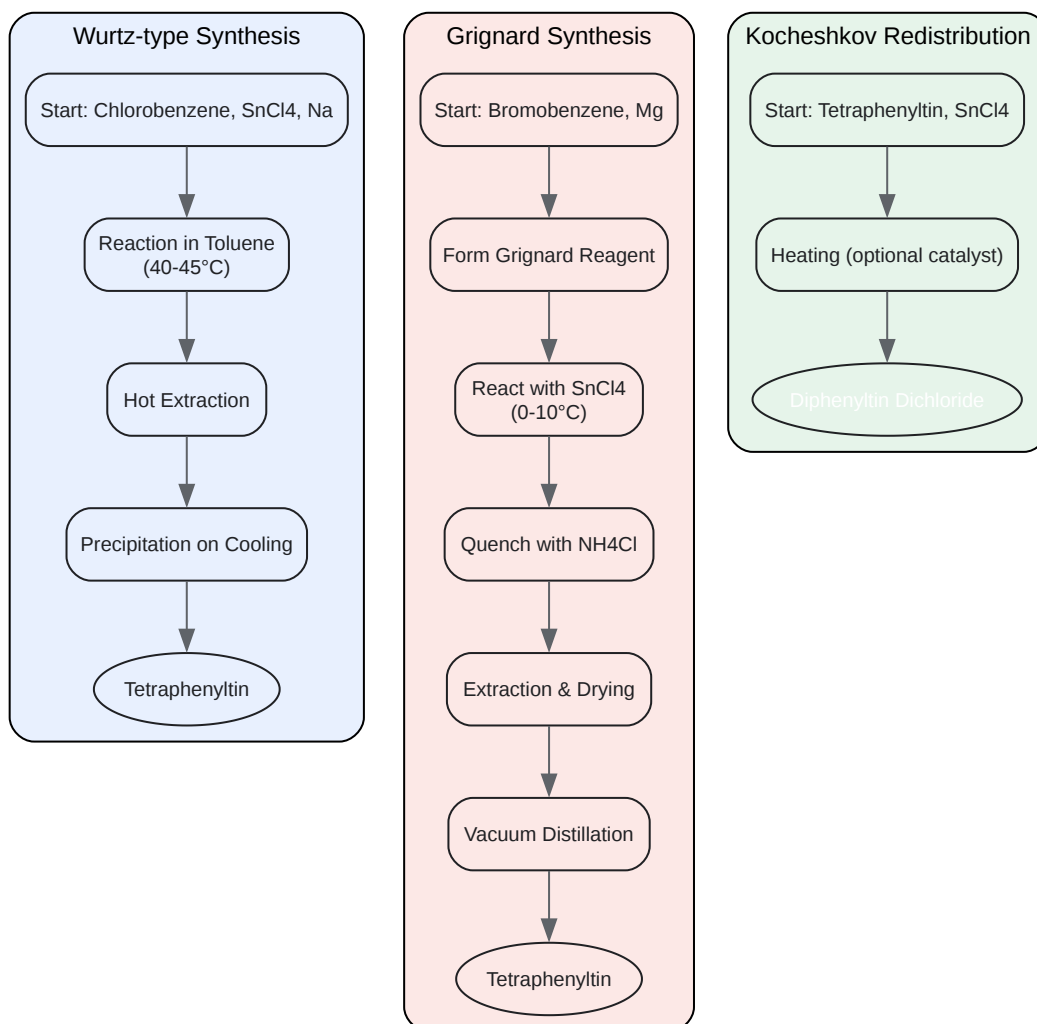 Wurtz-type Synthesis
Start: Chlorobenzene, SnCl4, Na
Reaction in Toluene
(40-45°C)
Hot Extraction
Precipitation on Cooling
Tetraphenyltin
Grignard Synthesis
Start: Bromobenzene, Mg
Form Grignard Reagent
React with SnCl4
(0-10°C)
Quench with NH4Cl
Extraction & Drying
Vacuum Distillation
Tetraphenyltin
Kocheshkov Redistribution
Start: Tetraphenyltin, SnCl4
Heating (optional catalyst)
Diphenyltin Dichloride